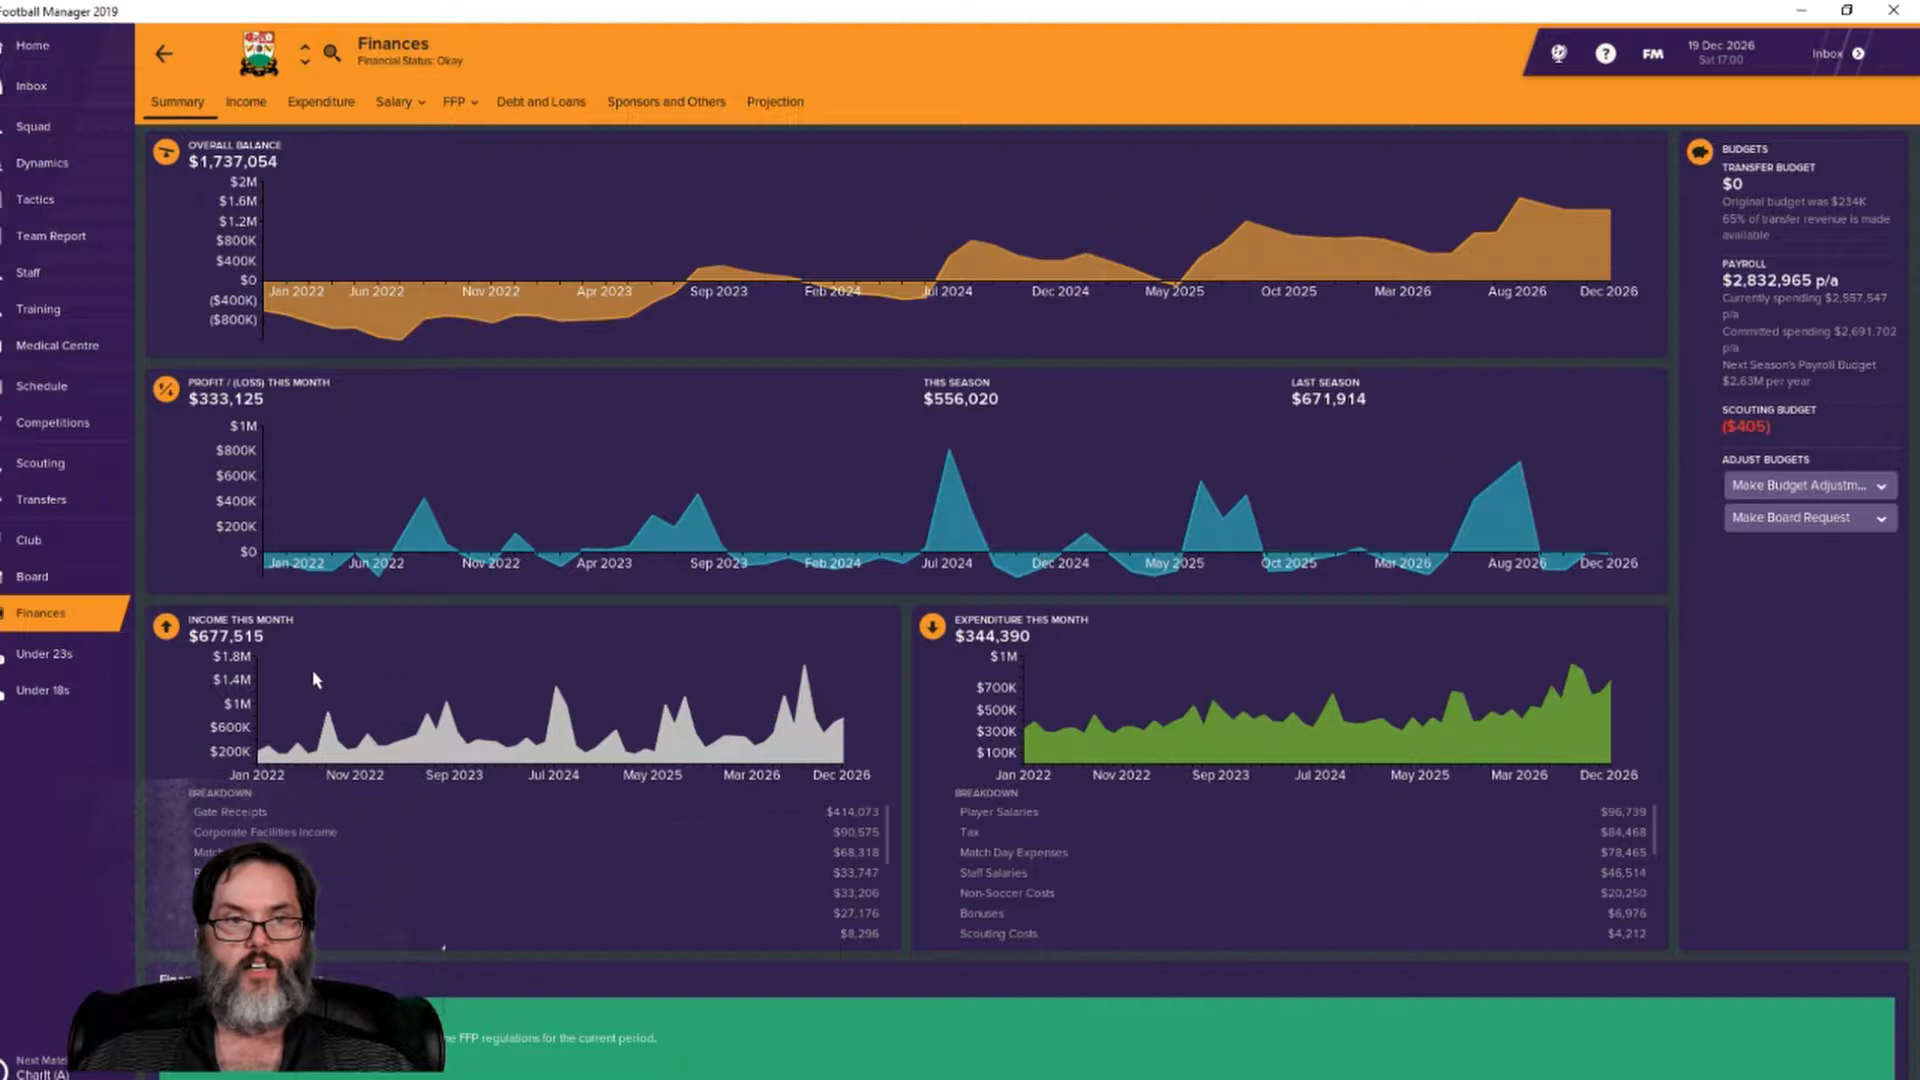 Football Manager 2019
Home
Inbox
Squad
Dynamics
Tactics
Team Report
Staff
Training
Medical Centre
Schedule
Competitions
Scouting
Transfers
Club
Board
Finances
Under 23s
Under 18s
Next
Charlt (A)
Finances
Financial Status: Okay
FM
19 Dec 2026
Sat 17:00
Inbox
Summary
Income
Expenditure
Salary
FFP
Debt and Loans
Sponsors and Others
Projection
OVERALL BALANCE
$1,737,054
$2M
$1.6M
$1.2M
$800K
$400K
$0
($400K)
($800K)
Jan 2022 Jun 2022 Nov 2022 Apr 2023 Sep 2023 Feb 2024 Jul 2024 Dec 2024 May 2025 Oct 2025 Mar 2026 Aug 2026 Dec 2026
PROFIT / (LOSS) THIS MONTH
$333,125
THIS SEASON
$556,020
LAST SEASON
$671,914
$1M
$800K
$600K
$400K
$200K
$0
Jan 2022 Jun 2022 Nov 2022 Apr 2023 Sep 2023 Feb 2024 Jul 2024 Dec 2024 May 2025 Oct 2025 Mar 2026 Aug 2026 Dec 2026
INCOME THIS MONTH
$677,515
$1.8M
$1.4M
$1M
$600K
$200K
Jan 2022 Nov 2022 Sep 2023 Jul 2024 May 2025 Mar 2026 Dec 2026
BREAKDOWN
Gate Receipts $414,073
Corporate Facilities Income $90,575
$68,318
$33,747
$33,206
$27,176
$8,296
EXPENDITURE THIS MONTH
$344,390
$1M
$700K
$500K
$300K
$100K
Jan 2022 Nov 2022 Sep 2023 Jul 2024 May 2025 Mar 2026 Dec 2026
BREAKDOWN
Player Salaries $96,739
Tax $84,468
Match Day Expenses $78,465
Staff Salaries $46,514
Non-Soccer Costs $20,250
Bonuses $6,976
Scouting Costs $4,212
FFP regulations for the current period.
BUDGETS
TRANSFER BUDGET
$0
Original budget was $234K
65% of transfer revenue is made
available
PAYROLL
$2,832,965 p/a
Currently spending $2,557,547
p/a
Committed spending $2,691,702
p/a
Next Season's Payroll Budget
$2.63M per year
SCOUTING BUDGET
($405)
ADJUST BUDGETS
Make Budget Adjustm...
Make Board Request